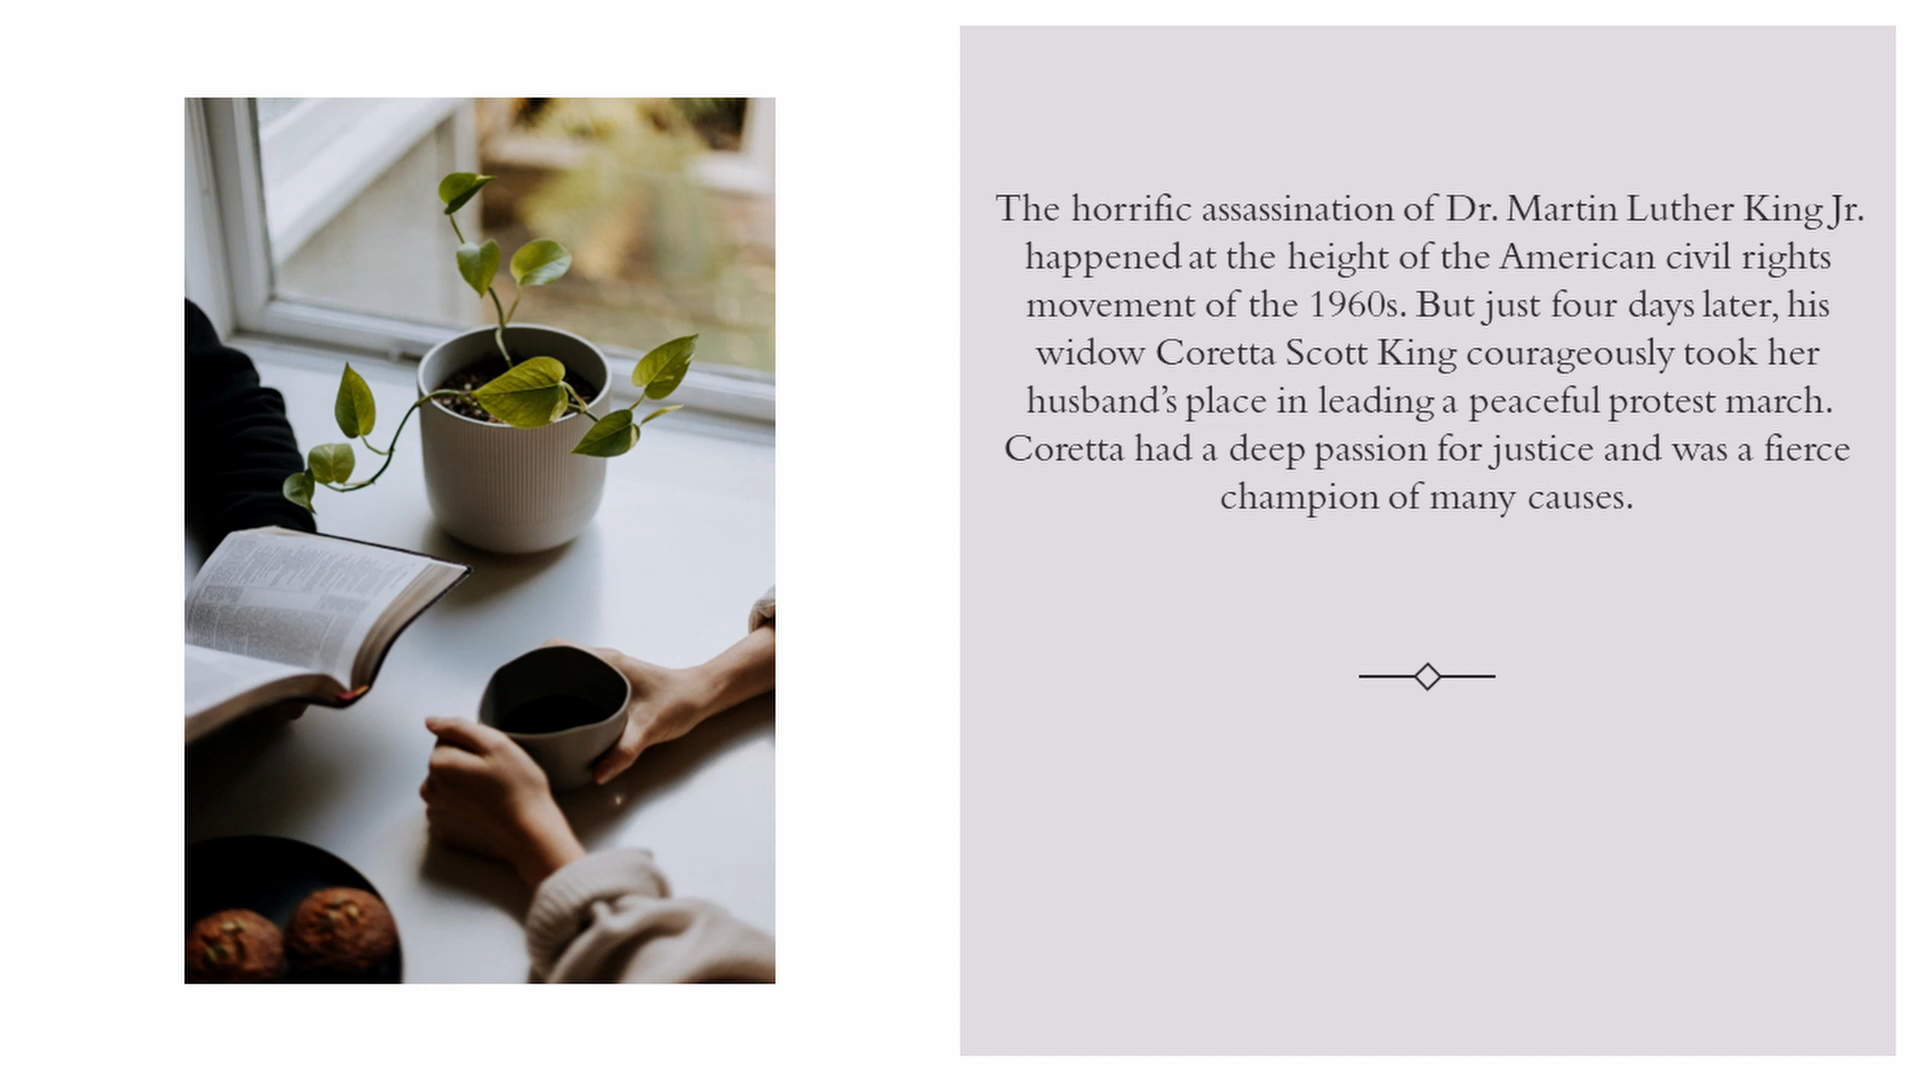 The horrific assassination of Dr. Martin Luther King Jr.
happened at the height of the American civil rights
movement of the 1960s. But just four days later, his
widow Coretta Scott King courageously took her
husband’s place in leading a peaceful protest march.
Coretta had a deep passion for justice and was a fierce
champion of many causes.